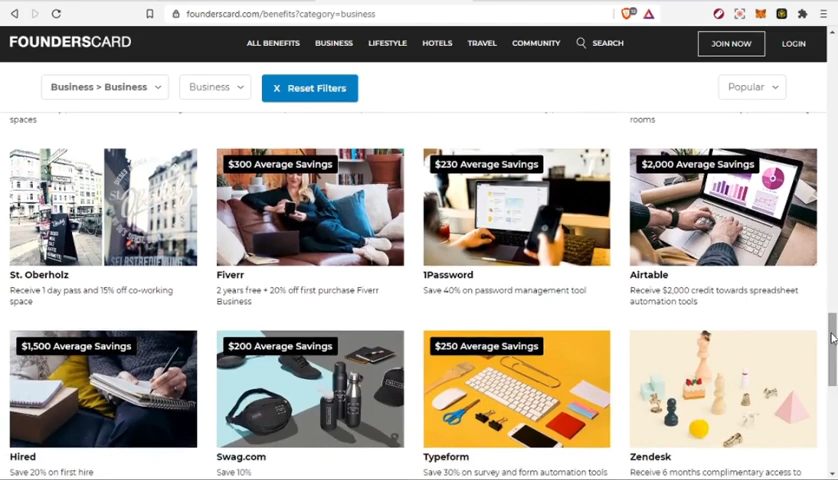 founderscard.com/benefits?category=business
FOUNDERSCARD
ALL BENEFITS
BUSINESS
LIFESTYLE
HOTELS
TRAVEL
COMMUNITY
SEARCH
JOIN NOW
LOGIN
Business > Business
Business
X Reset Filters
Popular
spaces
rooms
$300 Average Savings
$230 Average Savings
$2,000 Average Savings
St. Oberholz
Receive 1 day pass and 15% off co-working
space
Fiverr
2 years free + 20% off first purchase Fiverr
Business
1Password
Save 40% on password management tool
Airtable
Receive $2,000 credit towards spreadsheet
automation tools
$1,500 Average Savings
$200 Average Savings
$250 Average Savings
Hired
Save 20% on first hire
Swag.com
Save 10%
Typeform
Save 30% on survey and form automation tools
Zendesk
Receive 6 months complimentary access to